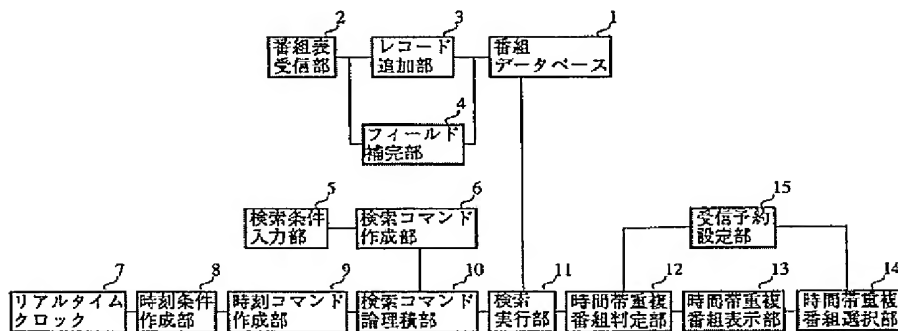 2
3
1
番組表
受信部
レコード
追加部
番組
データベース
4
フィールド
補完部
5
6
15
検索条件
入力部
検索コマンド
作成部
受信予約
設定部
7
8
9
10
11
12
13
14
リアルタイム
クロック
時刻条件
作成部
時刻コマンド
作成部
検索コマンド
論理積部
検索
実行部
時間帯重複
番組判定部
時間帯重複
番組表示部
時間帯重複
番組選択部